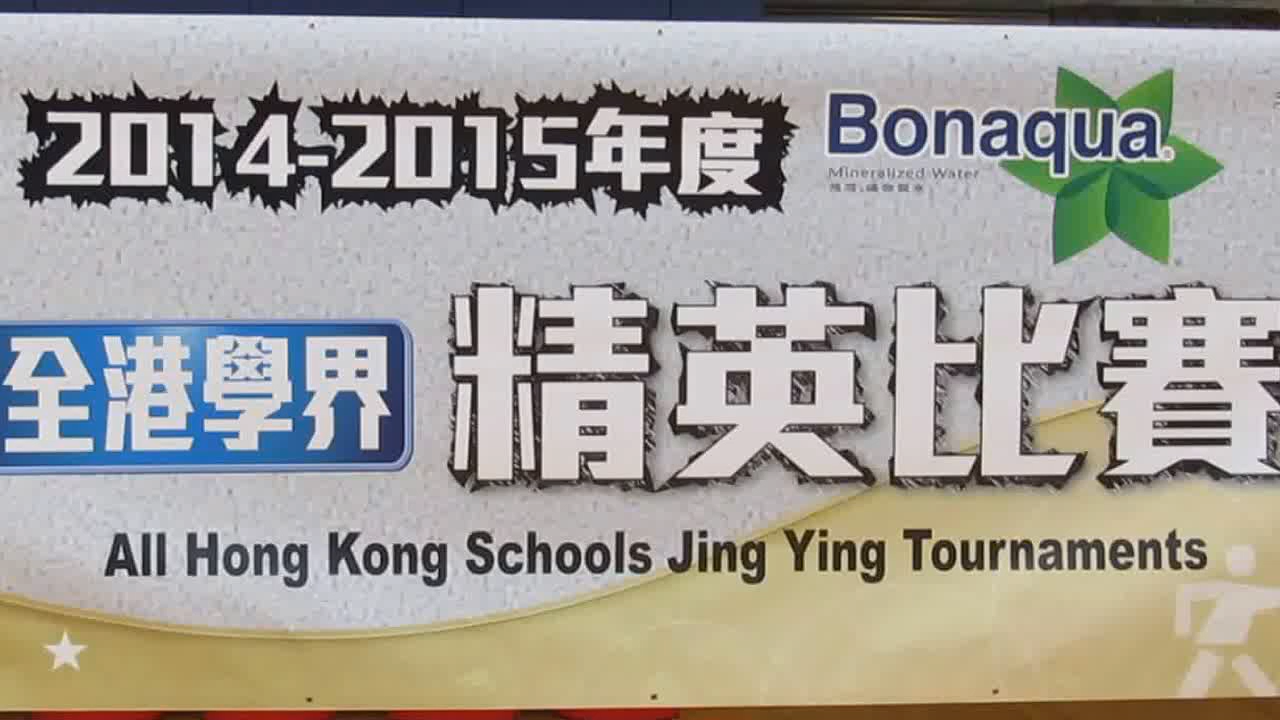 2014-2015年度
Bonaqua
Mineralized Water
全港學界
精英比賽
All Hong Kong Schools Jing Ying Tournaments